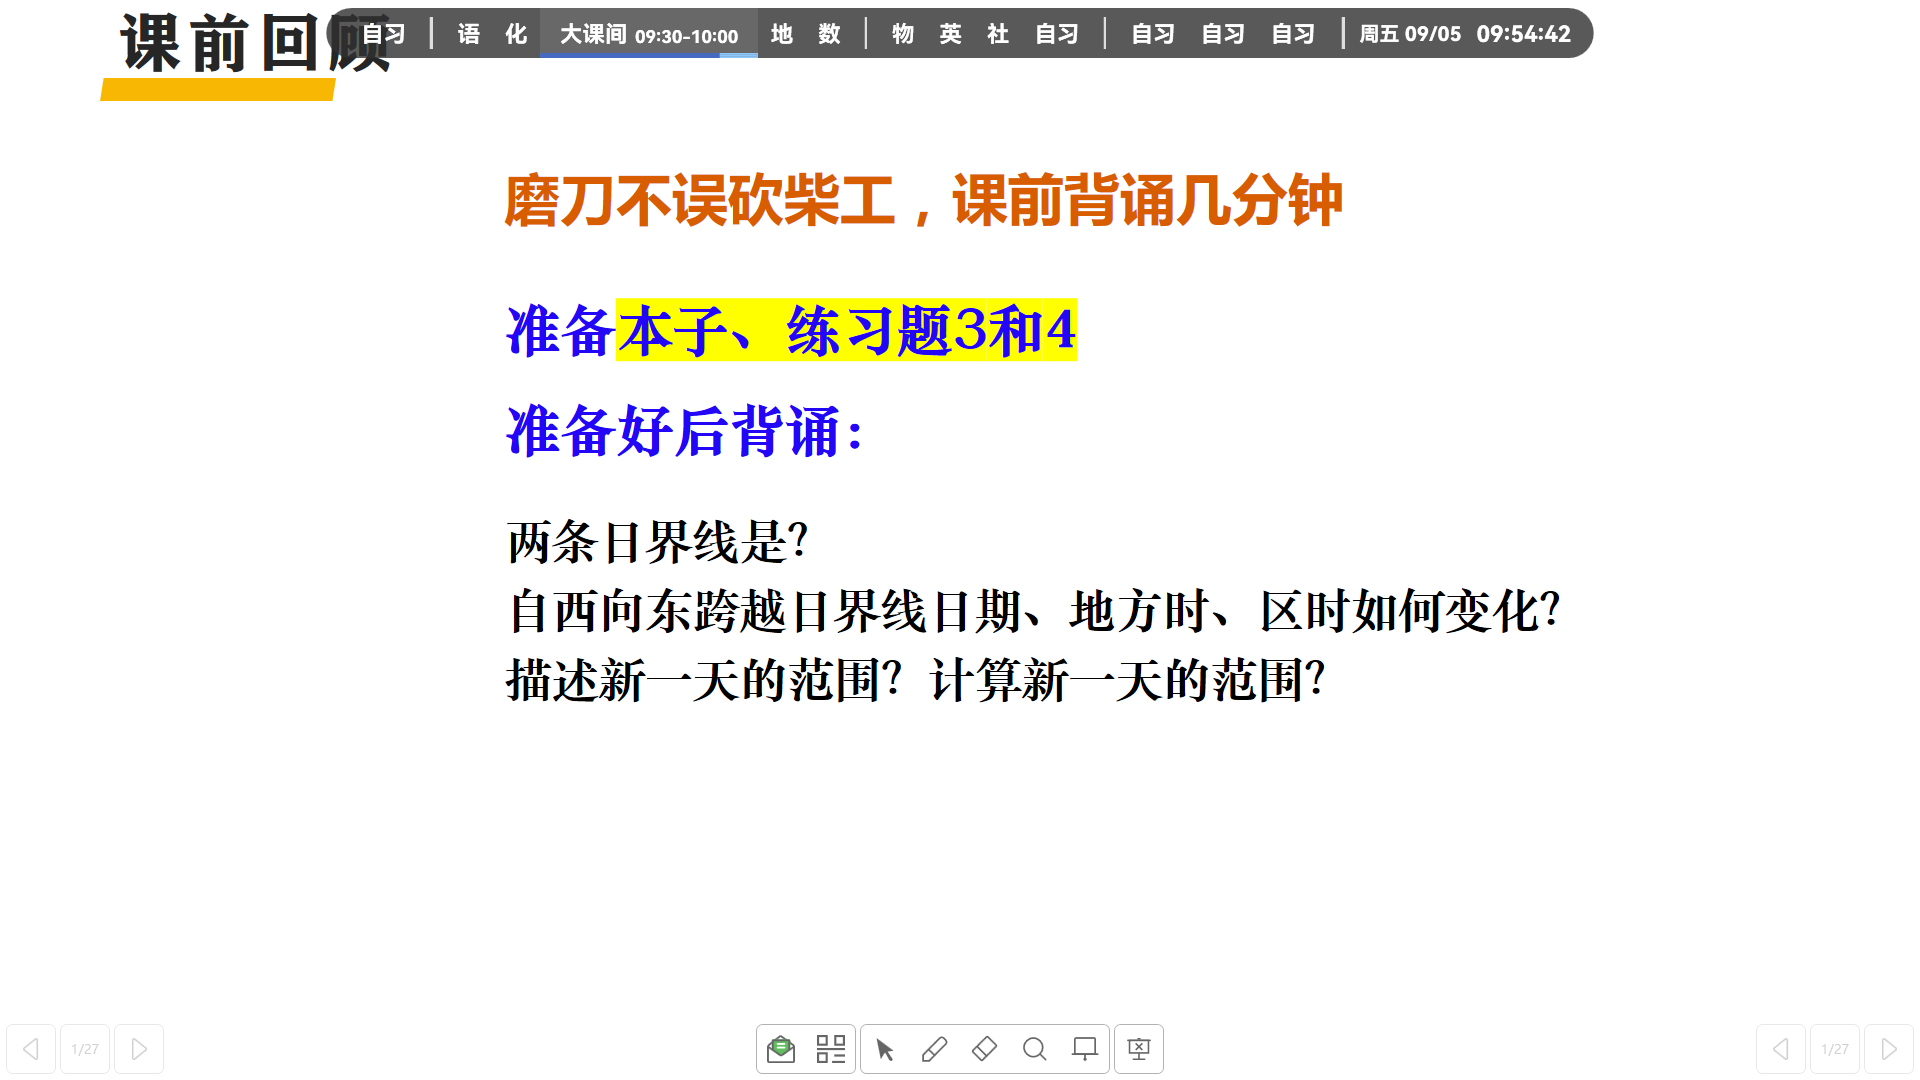 课前回顾
自习 语 化 大课间 09:30-10:00 地 数 物 英 社 自习 自习 自习 自习 周五 09/05 09:54:42
磨刀不误砍柴工，课前背诵几分钟
准备本子、练习题3和4
准备好后背诵：
两条日界线是？
自西向东跨越日界线日期、地方时、区时如何变化？
描述新一天的范围？计算新一天的范围？
1/27
1/27